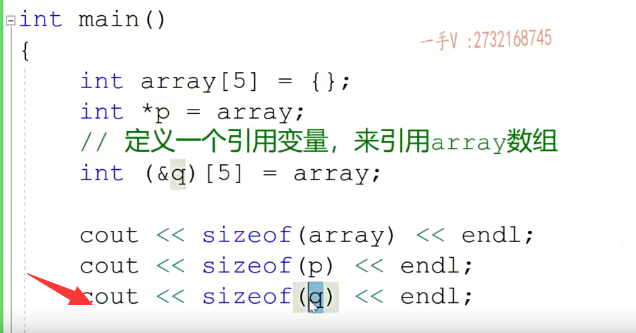 int main()
一手V :2732168745
{
int array[5] = {};
int *p = array;
// 定义一个引用变量，来引用array数组
int (&q)[5] = array;
cout << sizeof(array) << endl;
cout << sizeof(p) << endl;
cout << sizeof(q) << endl;